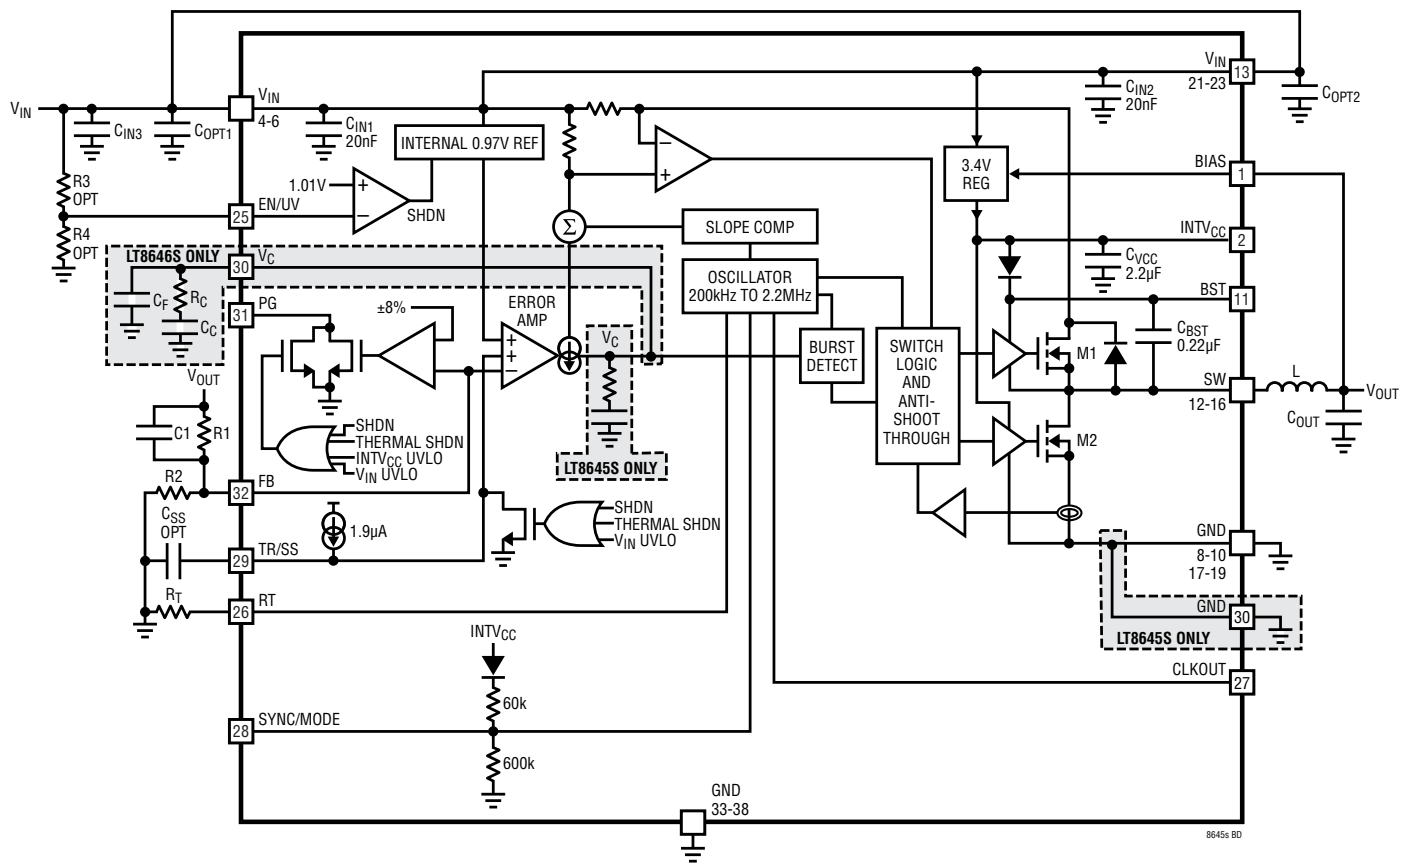 VIN
21-23
13
CIN2
20nF
COPT2
VIN
CIN3
COPT1
VIN
4-6
CIN1
20nF
INTERNAL 0.97V REF
−
+
3.4V
REG
BIAS
1
R3
OPT
1.01V
+
−
SHDN
EN/UV
25
R4
OPT
Σ
SLOPE COMP
INTVCC
2
CVCC
2.2µF
LT8646S ONLY
VC
30
CF
RC
CC
OSCILLATOR
200kHz TO 2.2MHz
BST
11
PG
31
±8%
ERROR
AMP
+
+
−
VC
BURST
DETECT
SWITCH
LOGIC
AND
ANTI-
SHOOT
THROUGH
M1
CBST
0.22µF
SW
12-16
L
VOUT
COUT
VOUT
C1
R1
M2
SHDN
THERMAL SHDN
INTVCC UVLO
VIN UVLO
LT8645S ONLY
R2
FB
32
CSS
OPT
1.9µA
SHDN
THERMAL SHDN
VIN UVLO
TR/SS
29
GND
8-10
17-19
RT
RT
26
GND
30
LT8645S ONLY
INTVCC
60k
CLKOUT
27
SYNC/MODE
28
600k
GND
33-38
8645s BD